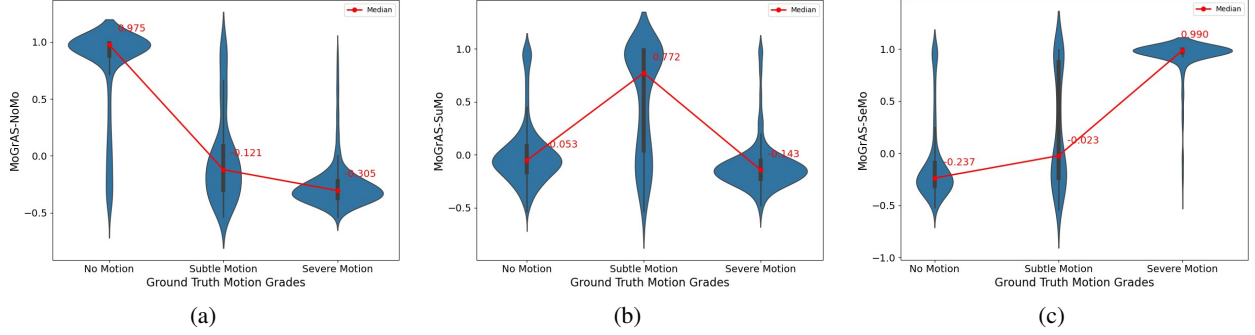 Median
0.975
-0.121
-0.305
1.0
0.5
0.0
−0.5
MoGrAS-NoMo
No Motion
Subtle Motion
Severe Motion
Ground Truth Motion Grades
(a)
Median
0.772
-0.053
-0.143
1.0
0.5
0.0
−0.5
MoGrAS-SuMo
No Motion
Subtle Motion
Severe Motion
Ground Truth Motion Grades
(b)
Median
0.990
-0.023
-0.237
1.0
0.5
0.0
−0.5
−1.0
MoGrAS-SeMo
No Motion
Subtle Motion
Severe Motion
Ground Truth Motion Grades
(c)